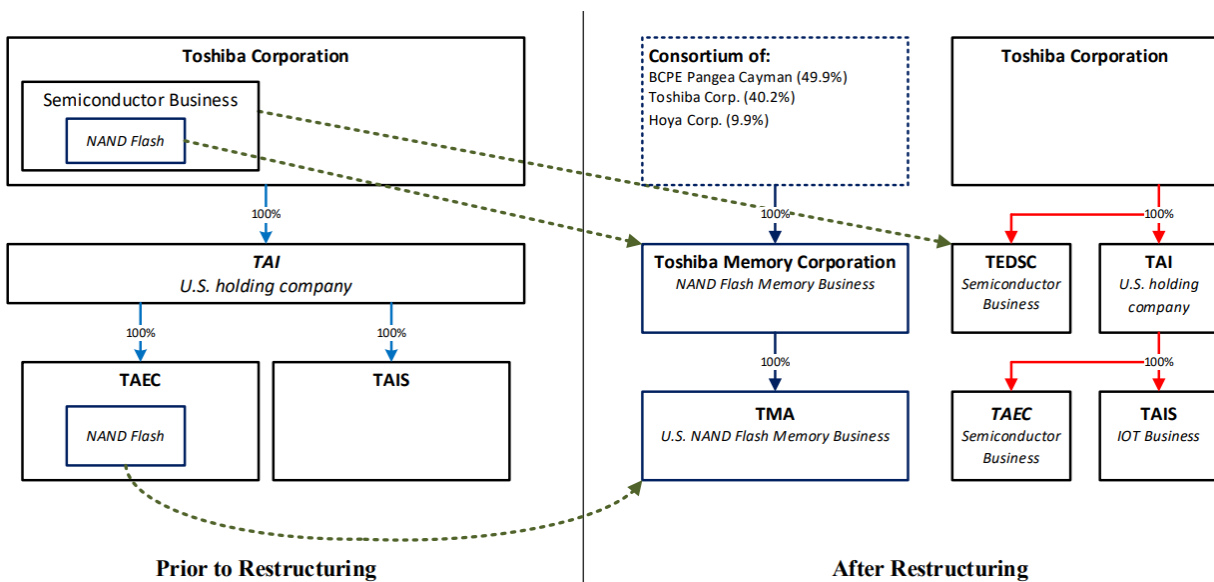 Toshiba Corporation
Semiconductor Business
NAND Flash
100%
TAI
U.S. holding company
100%
100%
TAEC
NAND Flash
TAIS
Prior to Restructuring
Consortium of:
BCPE Pangea Cayman (49.9%)
Toshiba Corp. (40.2%)
Hoya Corp. (9.9%)
Toshiba Corporation
100%
100%
Toshiba Memory Corporation
NAND Flash Memory Business
TEDSC
Semiconductor
Business
TAI
U.S. holding
company
100%
100%
TMA
U.S. NAND Flash Memory Business
TAEC
Semiconductor
Business
TAIS
IOT Business
After Restructuring